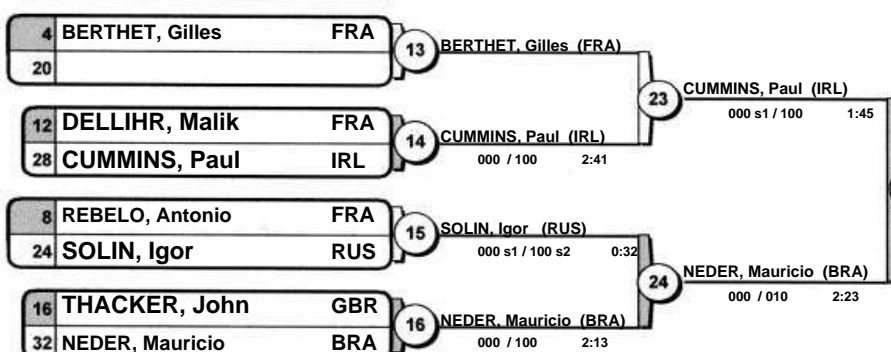 4 BERTHET, Gilles FRA
20
13 BERTHET, Gilles (FRA)
12 DELLIHR, Malik FRA
28 CUMMINS, Paul IRL
14 CUMMINS, Paul (IRL)
000 / 100 2:41
23 CUMMINS, Paul (IRL)
000 s1 / 100 1:45
8 REBELO, Antonio FRA
24 SOLIN, Igor RUS
15 SOLIN, Igor (RUS)
000 s1 / 100 s2 0:32
16 THACKER, John GBR
32 NEDER, Mauricio BRA
16 NEDER, Mauricio (BRA)
000 / 100 2:13
24 NEDER, Mauricio (BRA)
000 / 010 2:23